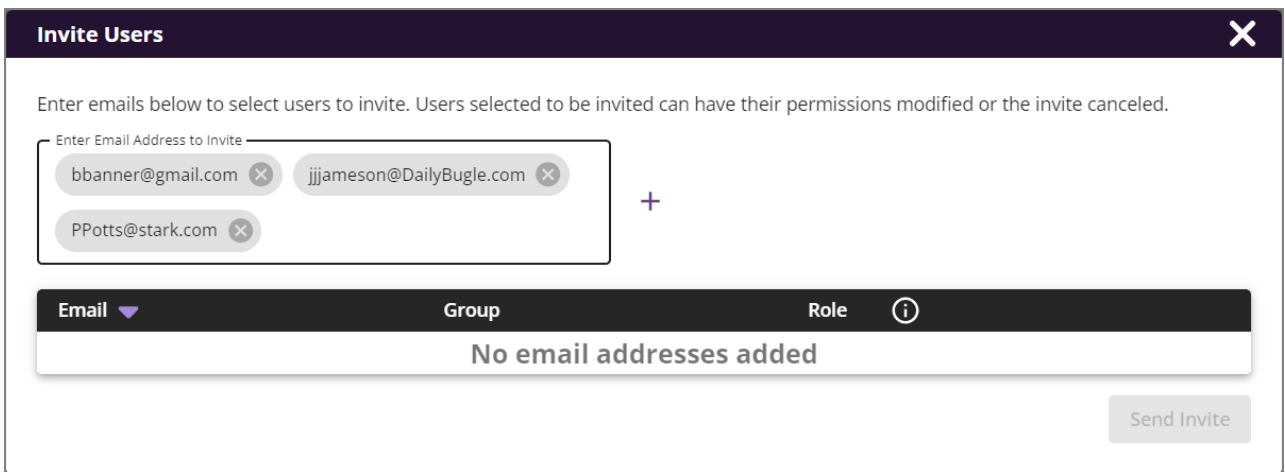 Invite Users
Enter emails below to select users to invite. Users selected to be invited can have their permissions modified or the invite canceled.
Enter Email Address to Invite
bbanner@gmail.com jjjameson@DailyBugle.com
PPotts@stark.com
Email Group Role
No email addresses added
Send Invite